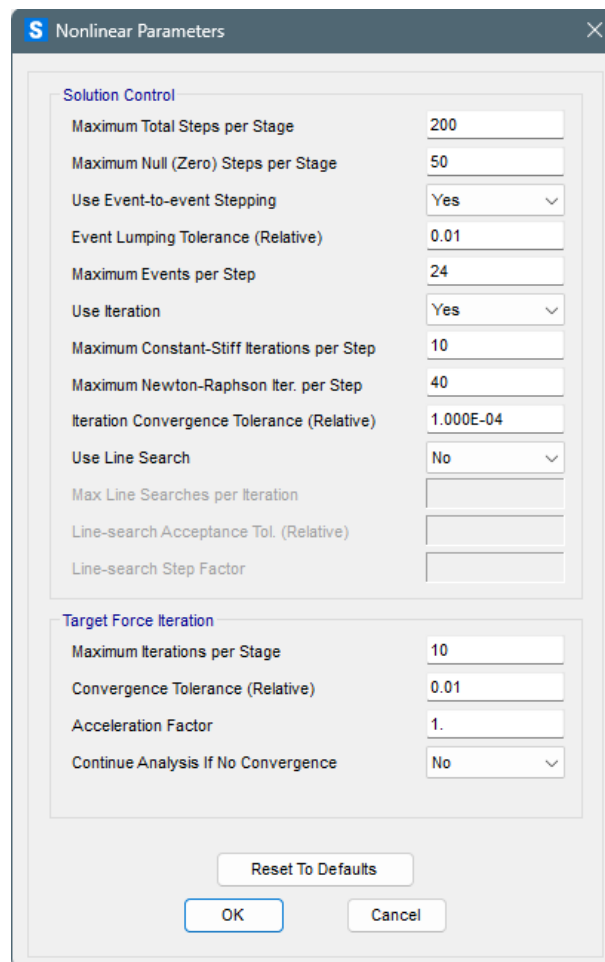 S Nonlinear Parameters
Solution Control
Maximum Total Steps per Stage 200
Maximum Null (Zero) Steps per Stage 50
Use Event-to-event Stepping Yes
Event Lumping Tolerance (Relative) 0.01
Maximum Events per Step 24
Use Iteration Yes
Maximum Constant-Stiff Iterations per Step 10
Maximum Newton-Raphson Iter. per Step 40
Iteration Convergence Tolerance (Relative) 1.000E-04
Use Line Search No
Max Line Searches per Iteration
Line-search Acceptance Tol. (Relative)
Line-search Step Factor
Target Force Iteration
Maximum Iterations per Stage 10
Convergence Tolerance (Relative) 0.01
Acceleration Factor 1.
Continue Analysis If No Convergence No
Reset To Defaults
OK Cancel